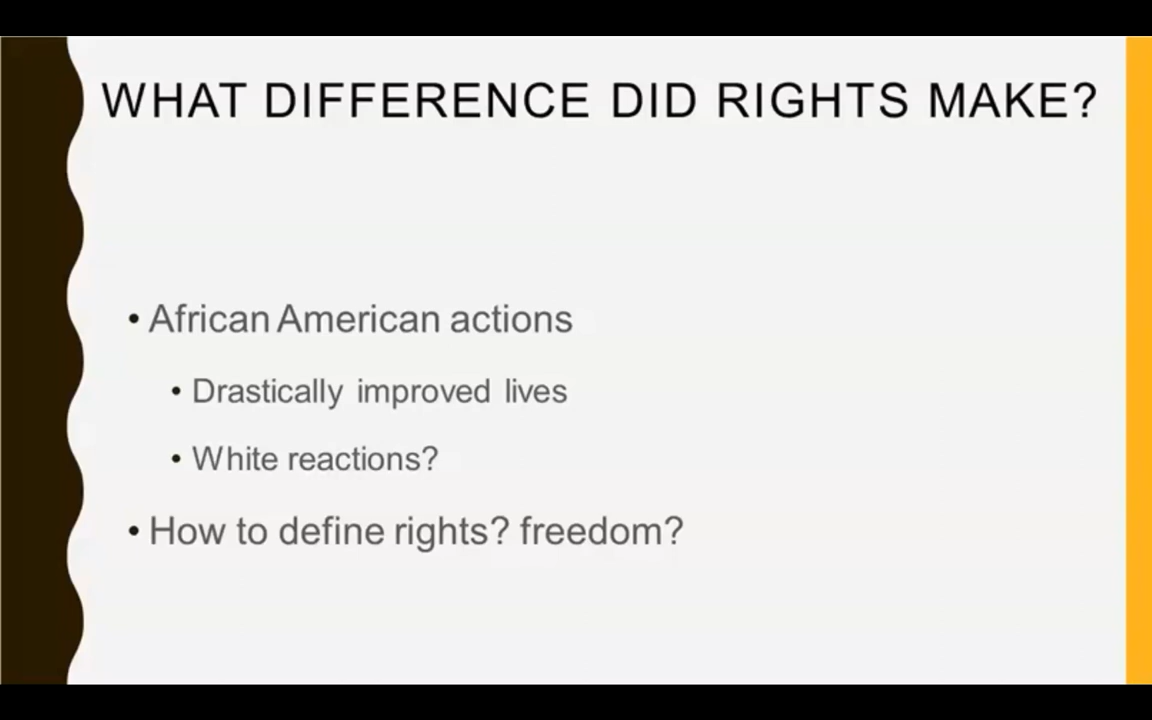 WHAT DIFFERENCE DID RIGHTS MAKE?
• African American actions
• Drastically improved lives
• White reactions?
• How to define rights? freedom?